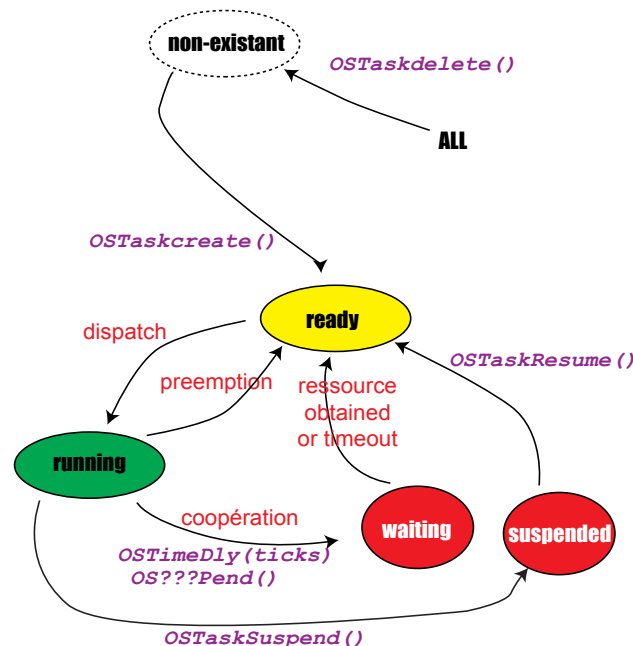 non-existant
OSTaskdelete()
ALL
OSTaskcreate()
ready
dispatch
OSTaskResume()
preemption
ressource
obtained
or timeout
running
coopération
waiting
suspended
OSTimeDly(ticks)
OS???Pend()
OSTaskSuspend()